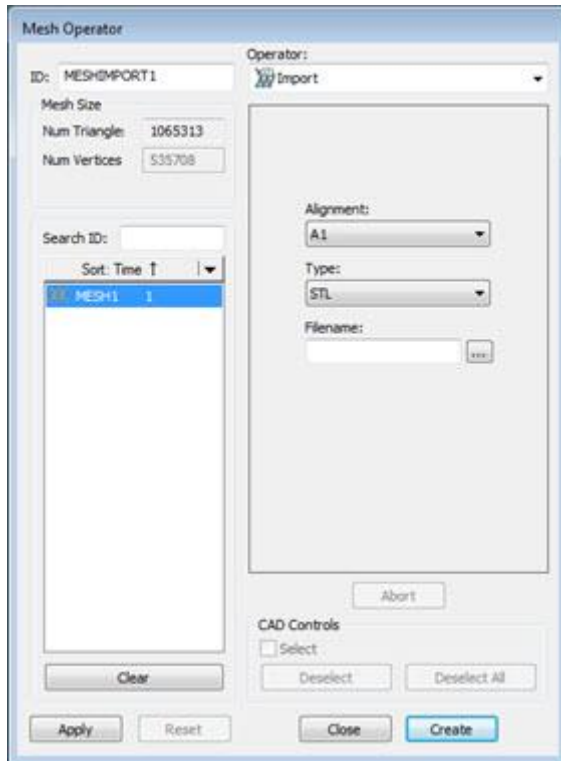 Mesh Operator
ID: MESHIMPORT1
Operator:
Import
Mesh Size
Num Triangle: 1065313
Num Vertices 535708
Search ID:
Sort: Time ↑
MESH1 1
Alignment:
A1
Type:
STL
Filename:
...
Abort
CAD Controls
Select
Deselect
Deselect All
Clear
Apply
Reset
Close
Create